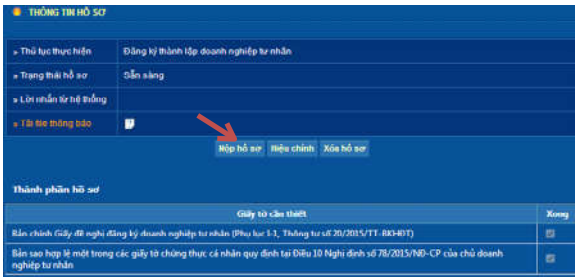 THÔNG TIN HỒ SƠ
» Thủ tục thực hiện Đăng ký thành lập doanh nghiệp tư nhân
» Trạng thái hồ sơ Sẵn sàng
» Lời nhắn từ hệ thống
» Tải file thông báo
Nộp hồ sơ Hiệu chỉnh Xóa hồ sơ
Thành phần hồ sơ
Giấy tờ cần thiết Xong
Bản chính Giấy đề nghị đăng ký doanh nghiệp tư nhân (Phụ lục I-1, Thông tư số 20/2015/TT-BKHĐT)
Bản sao hợp lệ một trong các giấy tờ chứng thực cá nhân quy định tại Điều 10 Nghị định số 78/2015/NĐ-CP của chủ doanh
nghiệp tư nhân